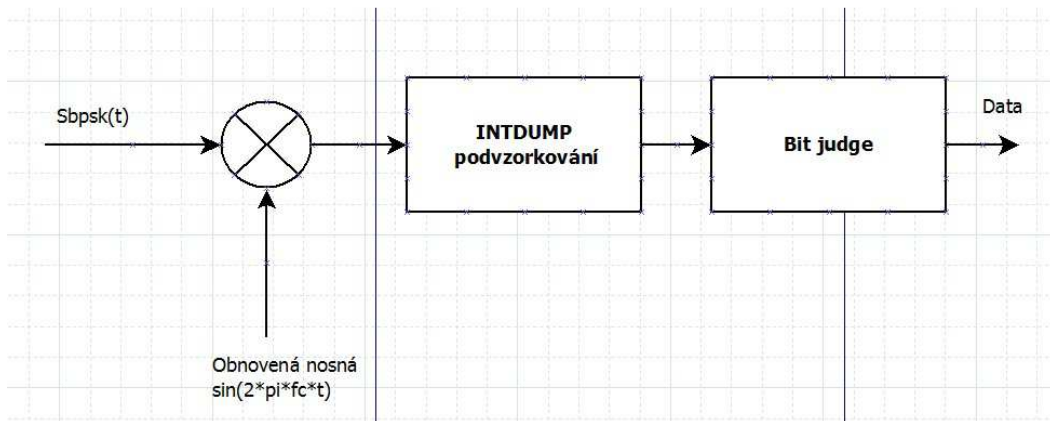 Sbpsk(t)
INTDUMP
podvzorkování
Bit judge
Data
Obnovená nosná
sin(2*pi*fc*t)